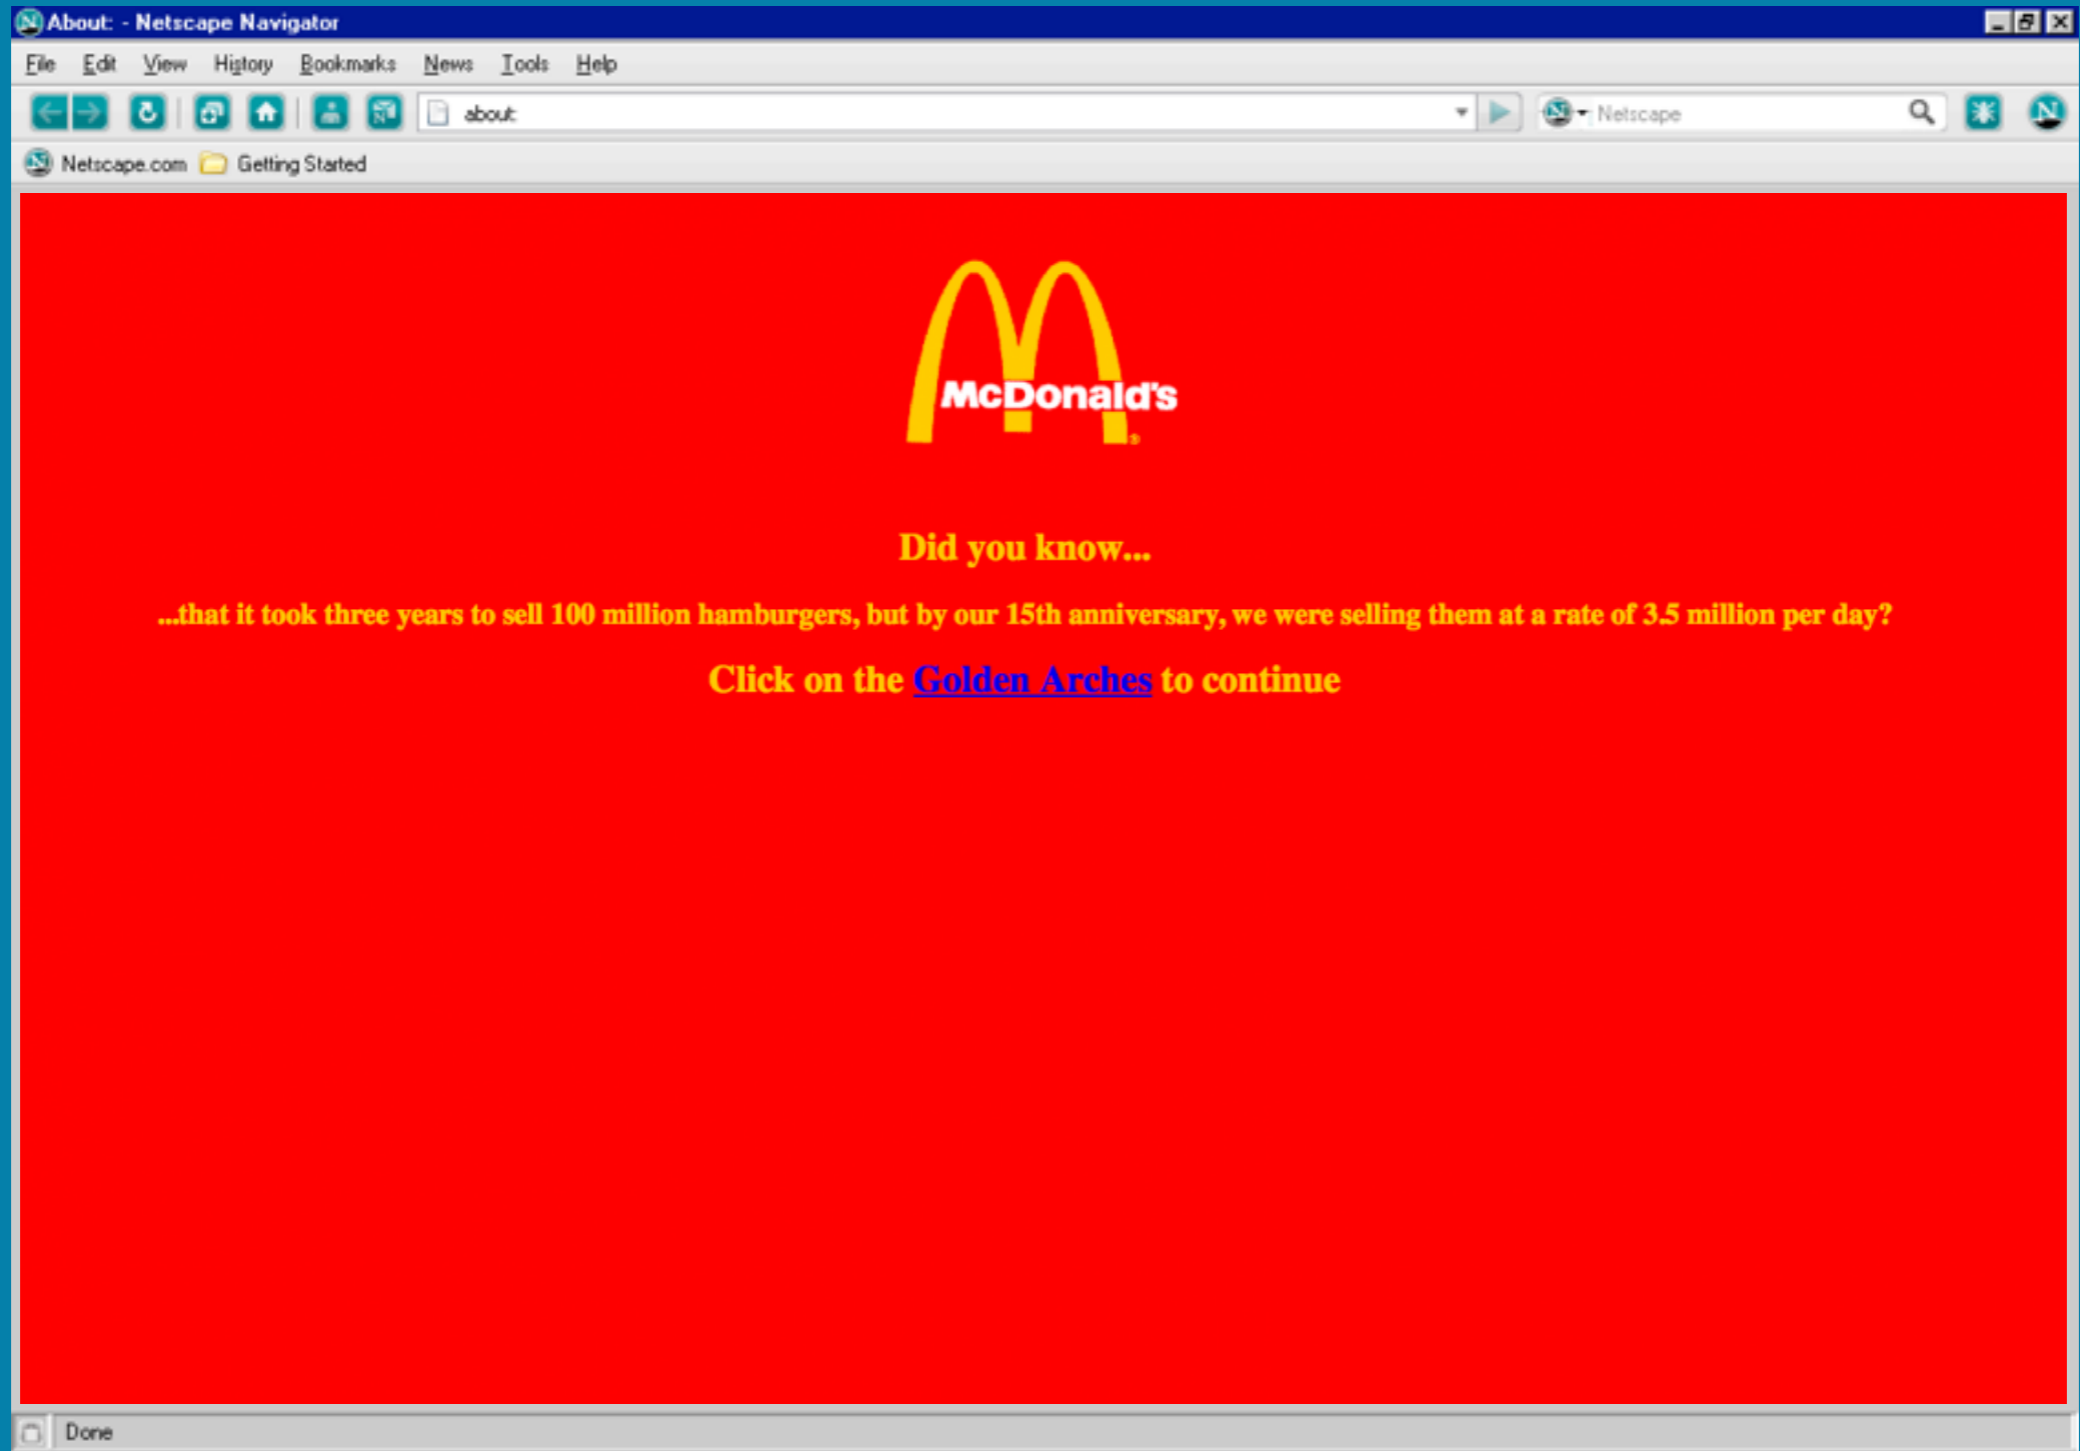 About: - Netscape Navigator
File Edit View History Bookmarks News Tools Help
about: Netscape
Netscape.com Getting Started
McDonald's
®
Did you know...
...that it took three years to sell 100 million hamburgers, but by our 15th anniversary, we were selling them at a rate of 3.5 million per day?
Click on the Golden Arches to continue
Done